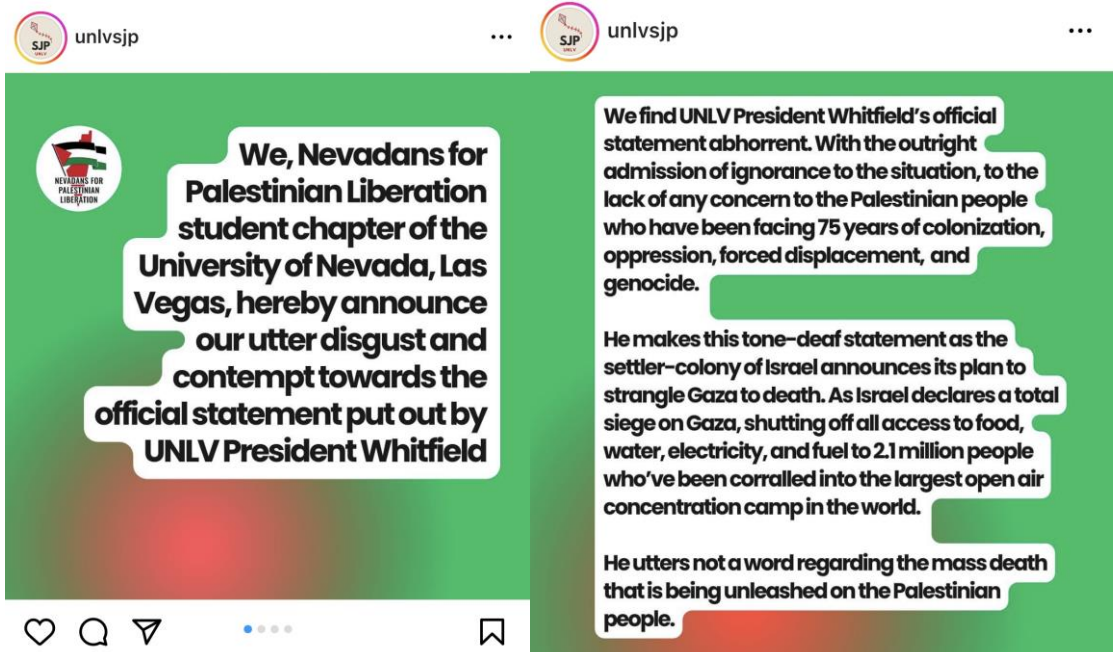 SJP
UNLV
unlvsjp
NEVADANS FOR
PALESTINIAN
LIBERATION
We, Nevadans for
Palestinian Liberation
student chapter of the
University of Nevada, Las
Vegas, hereby announce
our utter disgust and
contempt towards the
official statement put out by
UNLV President Whitfield
SJP
UNLV
unlvsjp
We find UNLV President Whitfield's official
statement abhorrent. With the outright
admission of ignorance to the situation, to the
lack of any concern to the Palestinian people
who have been facing 75 years of colonization,
oppression, forced displacement, and
genocide.
He makes this tone-deaf statement as the
settler-colony of Israel announces its plan to
strangle Gaza to death. As Israel declares a total
siege on Gaza, shutting off all access to food,
water, electricity, and fuel to 2.1 million people
who've been corralled into the largest open air
concentration camp in the world.
He utters not a word regarding the mass death
that is being unleashed on the Palestinian
people.